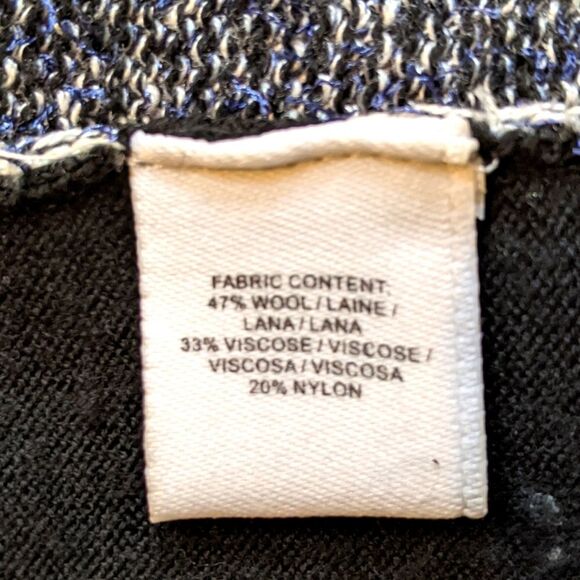 FABRIC CONTENT:
47% WOOL / LAINE /
LANA / LANA
33% VISCOSE / VISCOSE /
VISCOSA / VISCOSA
20% NYLON